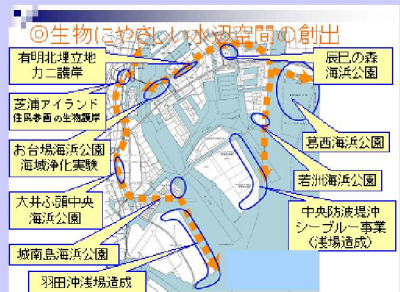 ◎生物にやさしい水辺空間の創出
有明北埋立地
カニ護岸
芝浦アイランド
住民参画の生物護岸
お台場海浜公園
海域浄化実験
大井ふ頭中央
海浜公園
城南島海浜公園
羽田沖浅場造成
辰巳の森
海浜公園
葛西海浜公園
若洲海浜公園
中央防波堤沖
シーブルー事業
（浅場造成）